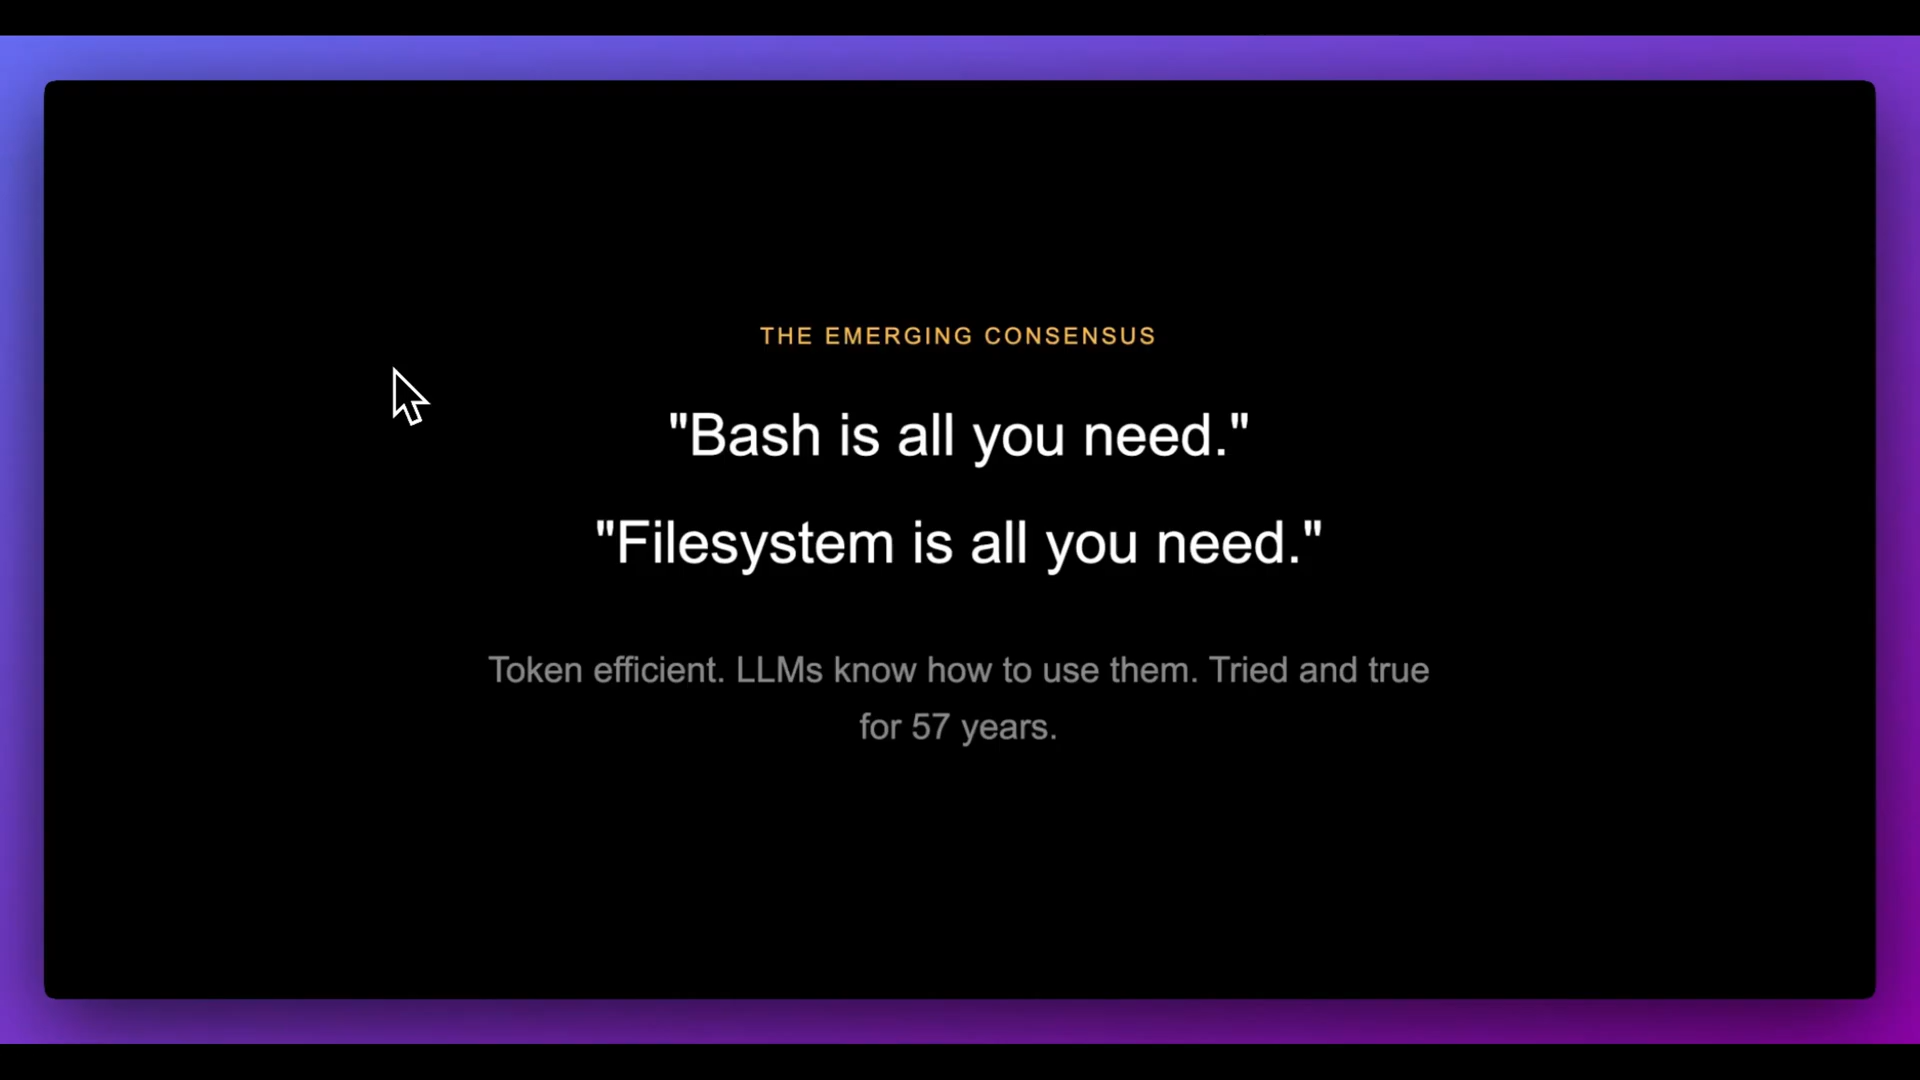 THE EMERGING CONSENSUS
"Bash is all you need."
"Filesystem is all you need."
Token efficient. LLMs know how to use them. Tried and true
for 57 years.